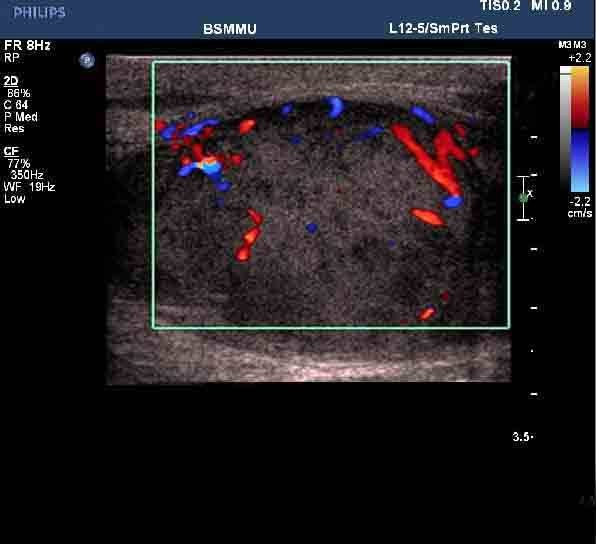 PHILIPS
TIS0.2 MI 0.9
BSMMU
L12-5/SmPrt Tes
FR 8Hz
RP
2D
86%
C 64
P Med
Res
CF
77%
350Hz
WF 19Hz
Low
P
M3 M3
+2.2
x
-2.2
cm/s
3.5-